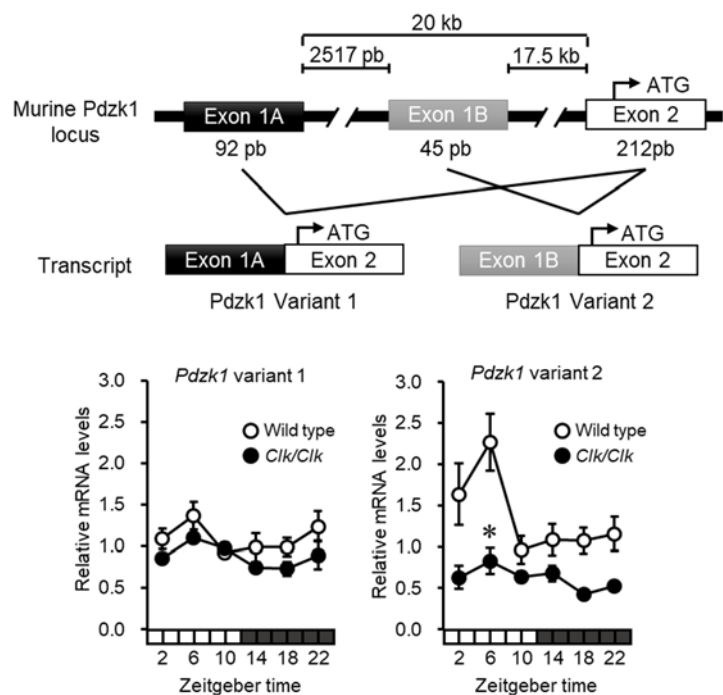 20 kb
2517 pb
17.5 kb
ATG
Murine Pdzk1
locus
Exon 1A
Exon 1B
Exon 2
92 pb
45 pb
212pb
ATG
ATG
Transcript
Exon 1A
Exon 2
Exon 1B
Exon 2
Pdzk1 Variant 1
Pdzk1 Variant 2
Pdzk1 variant 1
Relative mRNA levels
3.0
2.5
2.0
1.5
1.0
0.5
0.0
Wild type
Clk/Clk
2 6 10 14 18 22
Zeitgeber time
Pdzk1 variant 2
Relative mRNA levels
3.0
2.5
2.0
1.5
1.0
0.5
0.0
Wild type
Clk/Clk
*
2 6 10 14 18 22
Zeitgeber time